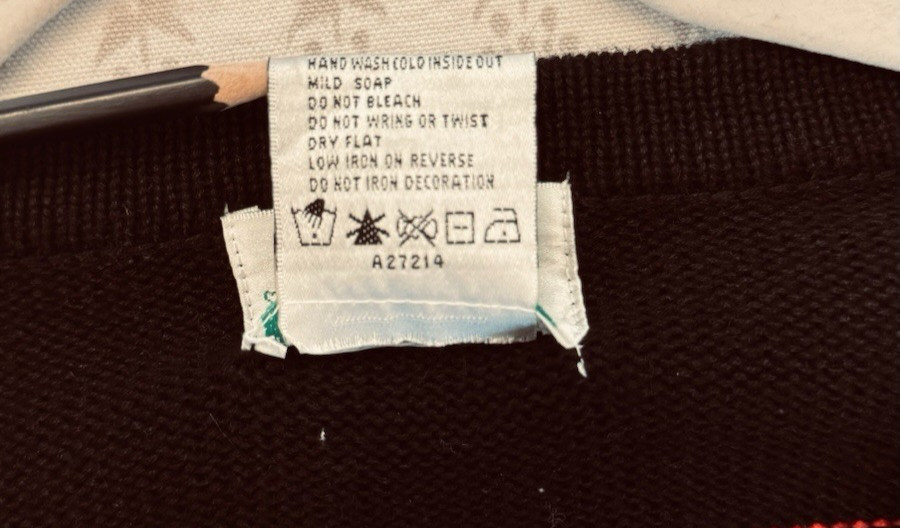 HAND WASH COLD INSIDE OUT
MILD SOAP
DO NOT BLEACH
DO NOT WRING OR TWIST
DRY FLAT
LOW IRON ON REVERSE
DO NOT IRON DECORATION
A27214